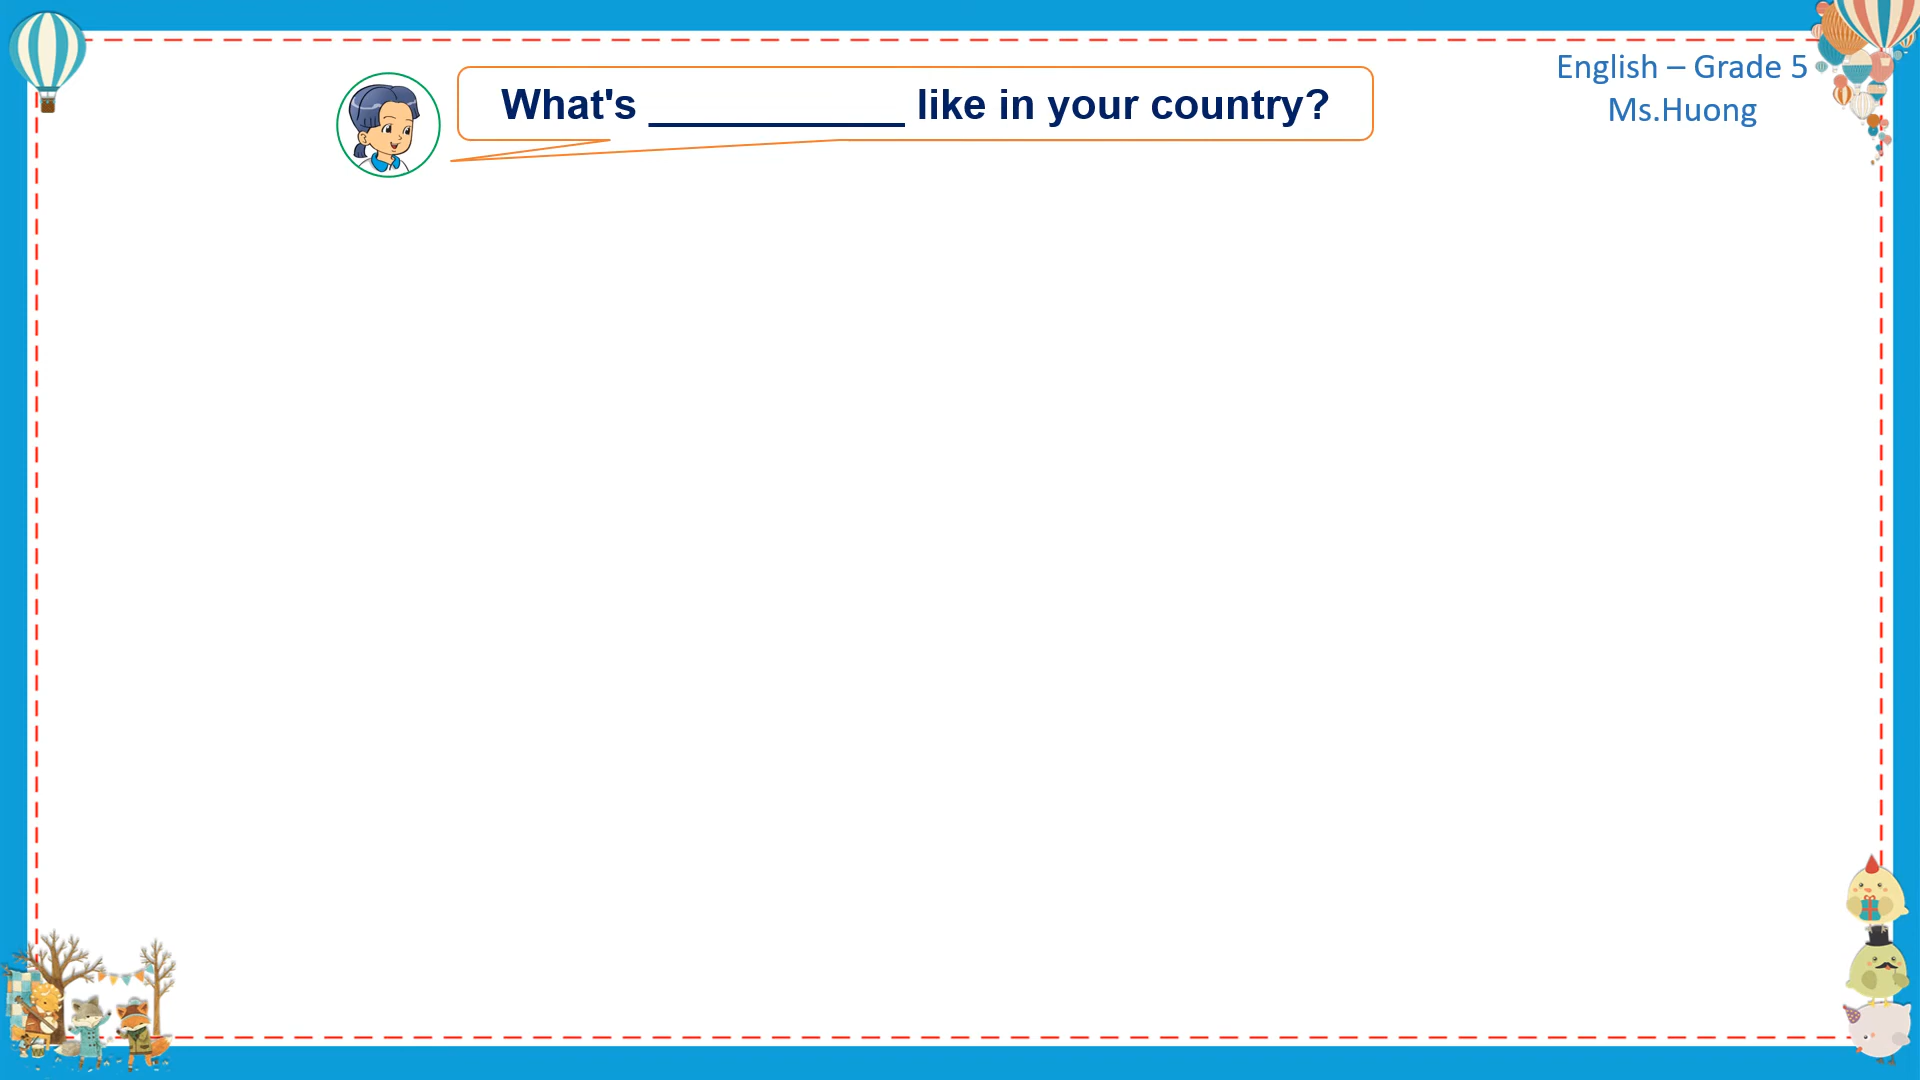 English – Grade 5
Ms.Huong
What's ___________ like in your country?